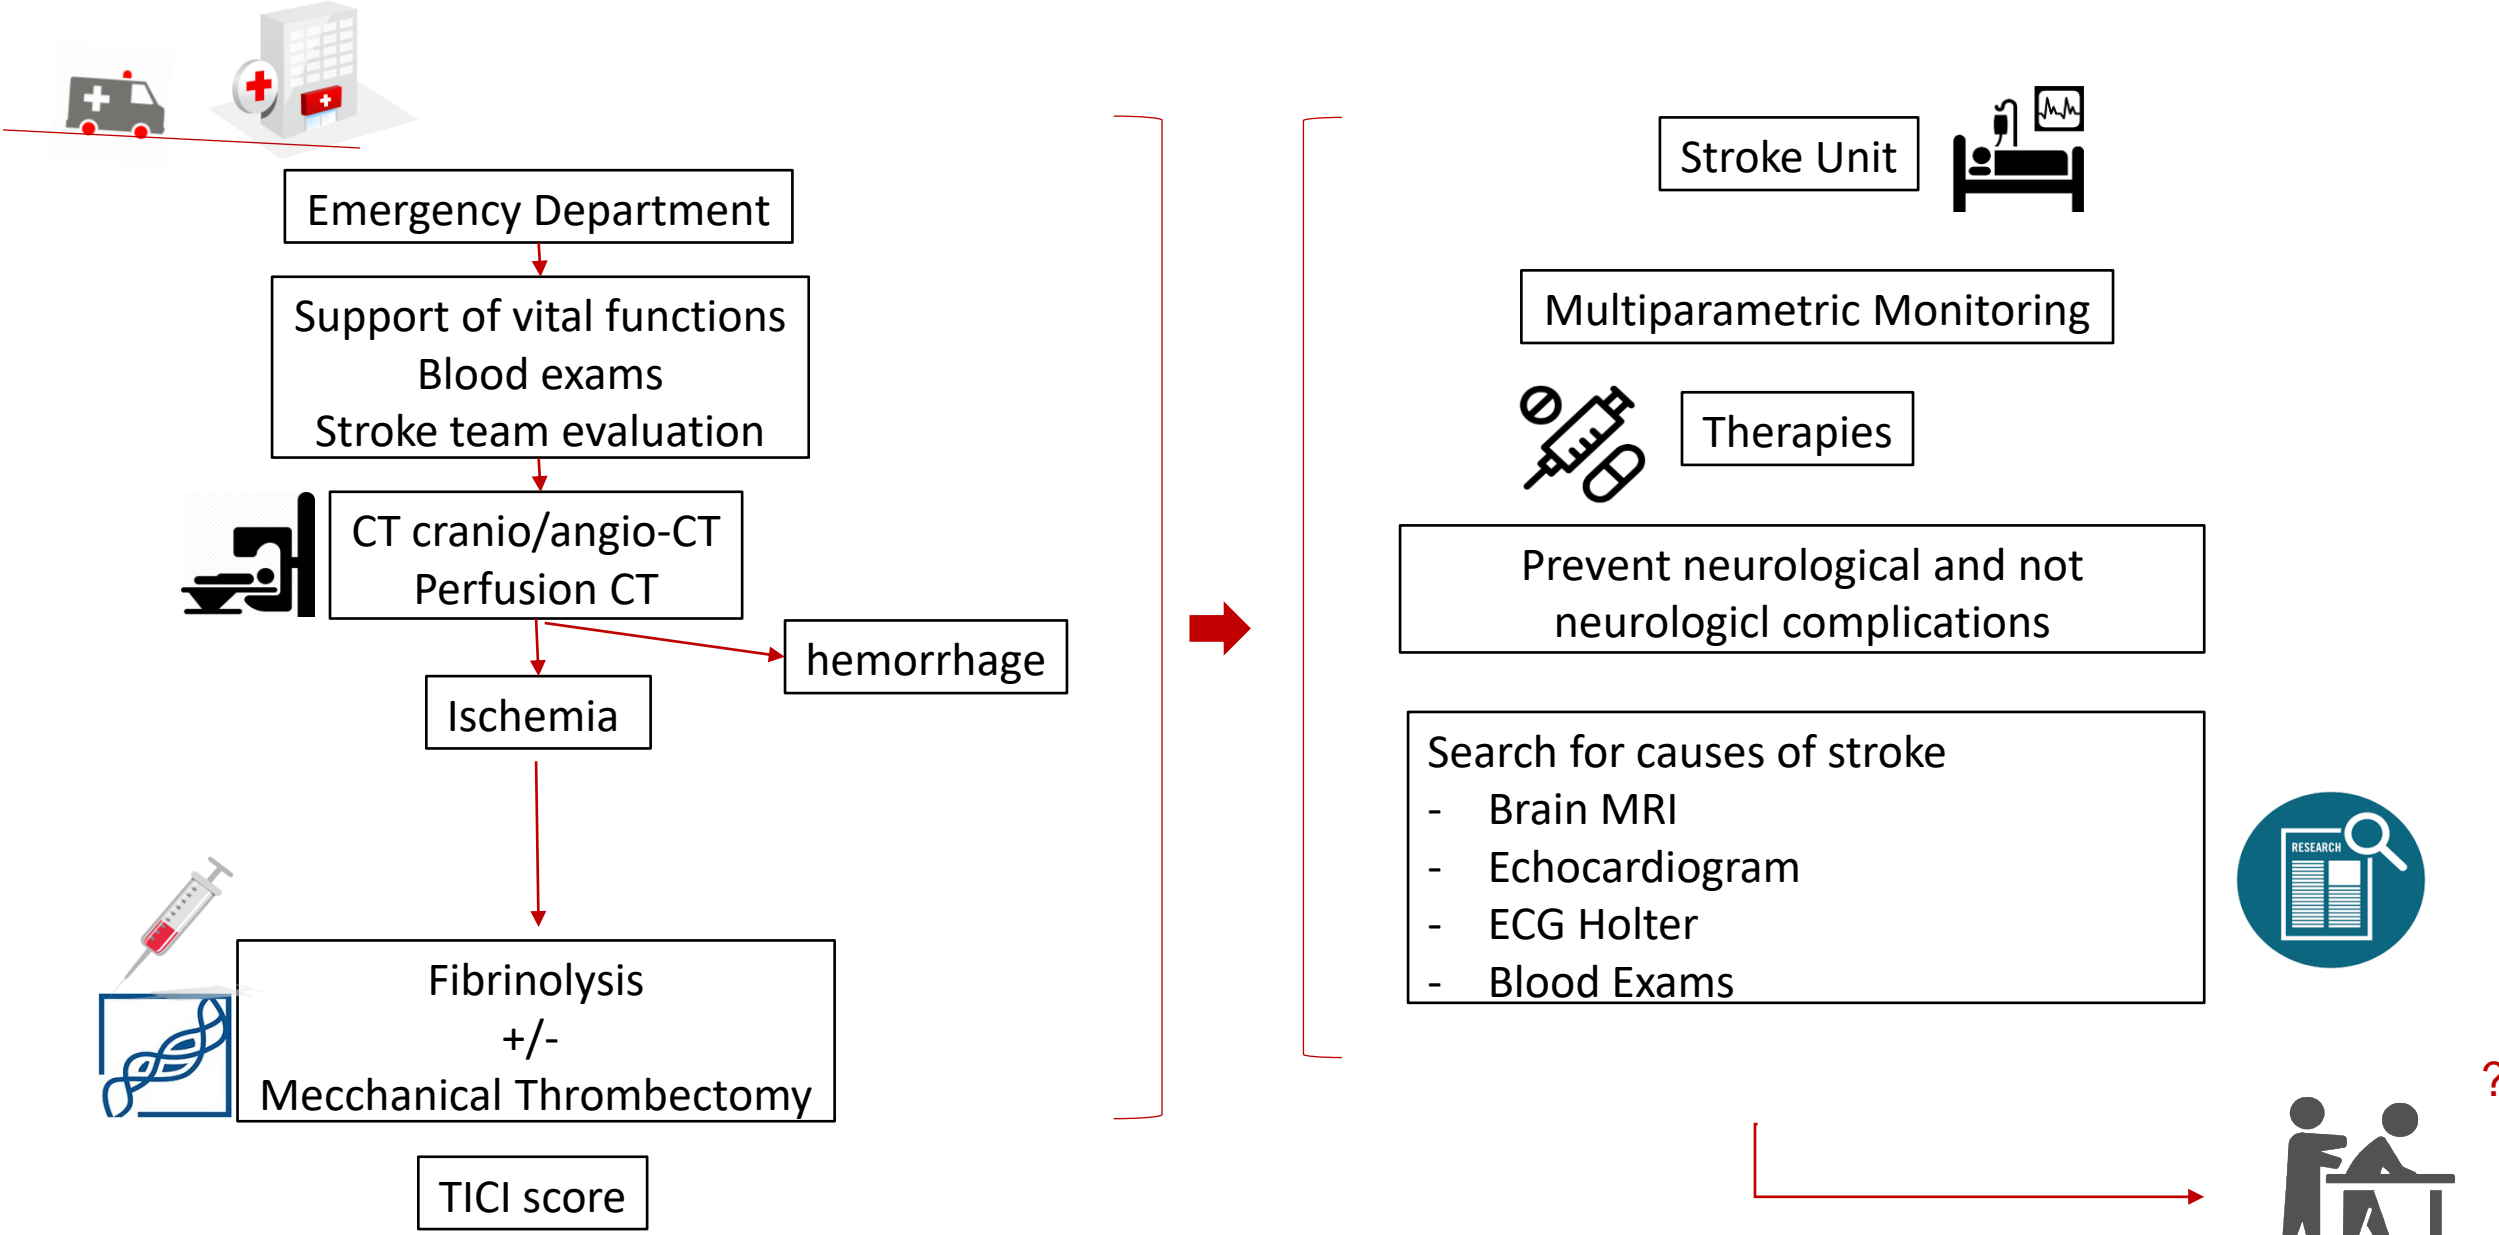 Emergency Department
Support of vital functions
Blood exams
Stroke team evaluation
CT cranio/angio-CT
Perfusion CT
hemorrhage
Ischemia
Fibrinolysis
+/-
Mecchanical Thrombectomy
TICI score
Stroke Unit
Multiparametric Monitoring
Therapies
Prevent neurological and not
neurologicl complications
Search for causes of stroke
- Brain MRI
- Echocardiogram
- ECG Holter
- Blood Exams
RESEARCH
?